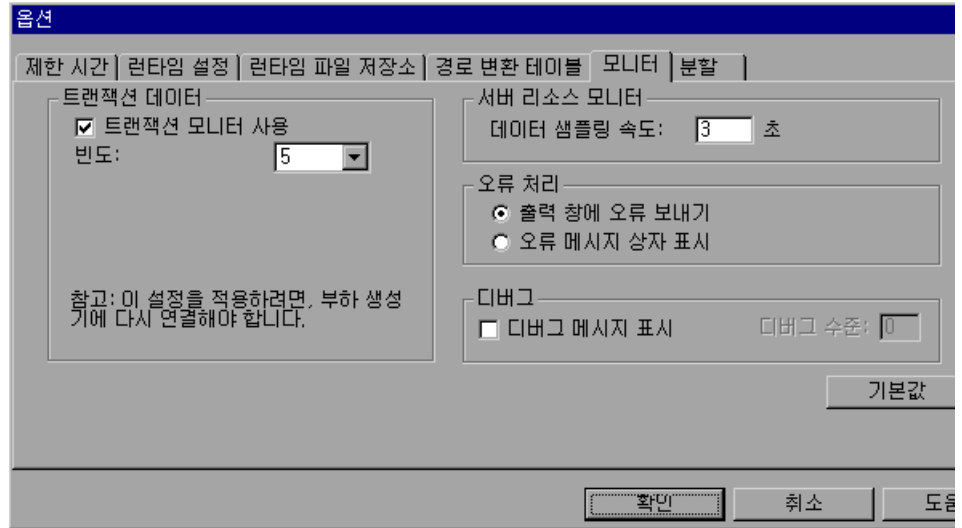 옵션
제한 시간 런타임 설정 런타임 파일 저장소 경로 변환 테이블 모니터 분할
트랜잭션 데이터
트랜잭션 모니터 사용
빈도: 5
참고: 이 설정을 적용하려면, 부하 생성
기에 다시 연결해야 합니다.
서버 리소스 모니터
데이터 샘플링 속도: 3 초
오류 처리
출력 창에 오류 보내기
오류 메시지 상자 표시
디버그
디버그 메시지 표시 디버그 수준: 0
기본값
확인 취소